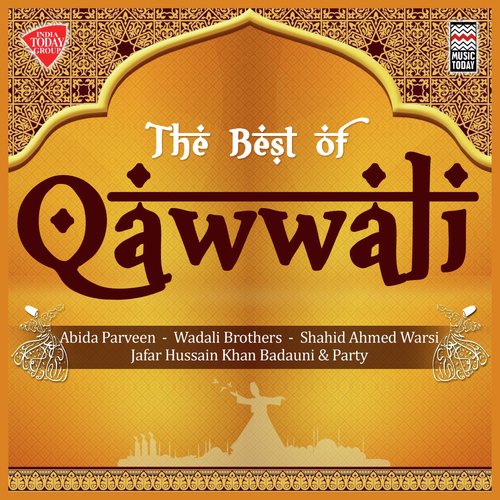 INDIA
TODAY
GROUP
MUSIC
TODAY
The Best of
Qawwali
Abida Parveen - Wadali Brothers - Shahid Ahmed Warsi
Jafar Hussain Khan Badauni & Party